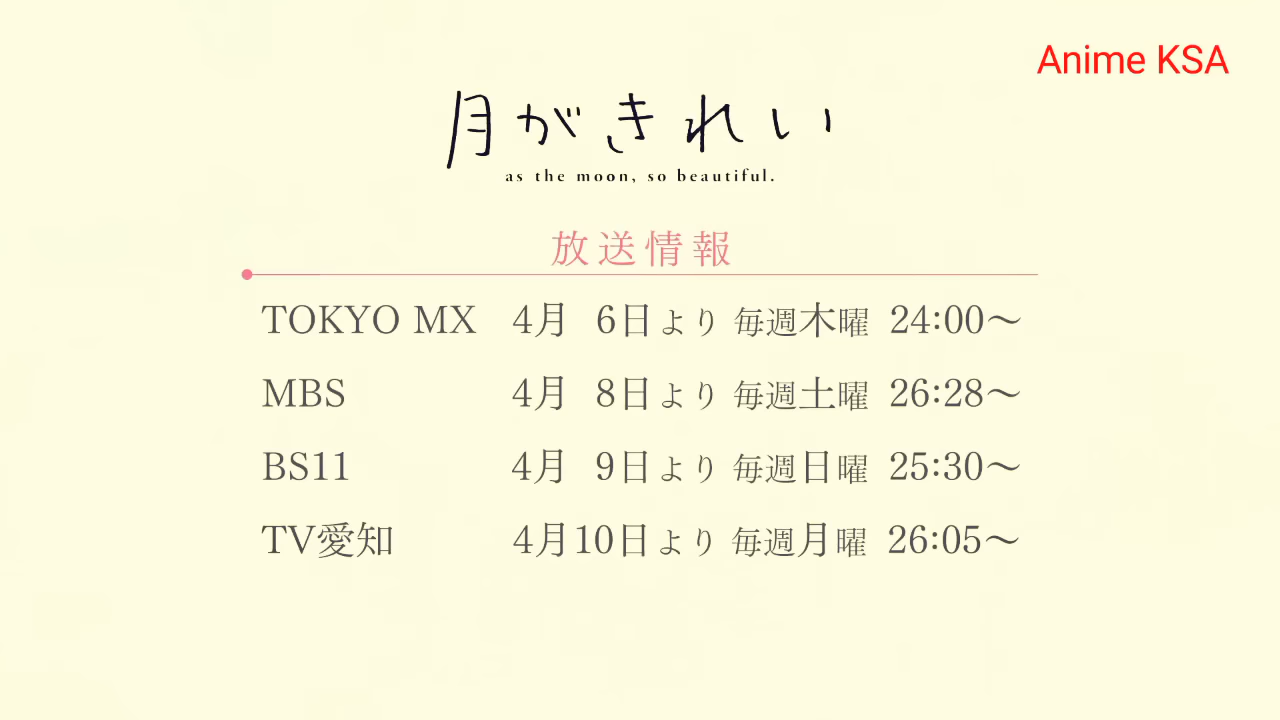 Anime KSA
月がきれい
as the moon, so beautiful.
放送情報
TOKYO MX 4月 6日より 毎週木曜 24:00〜
MBS 4月 8日より 毎週土曜 26:28〜
BS11 4月 9日より 毎週日曜 25:30〜
TV愛知 4月10日より 毎週月曜 26:05〜